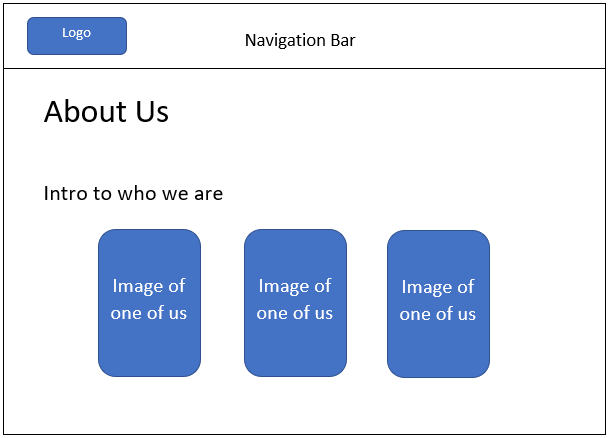 Logo
Navigation Bar
About Us
Intro to who we are
Image of
one of us
Image of
one of us
Image of
one of us